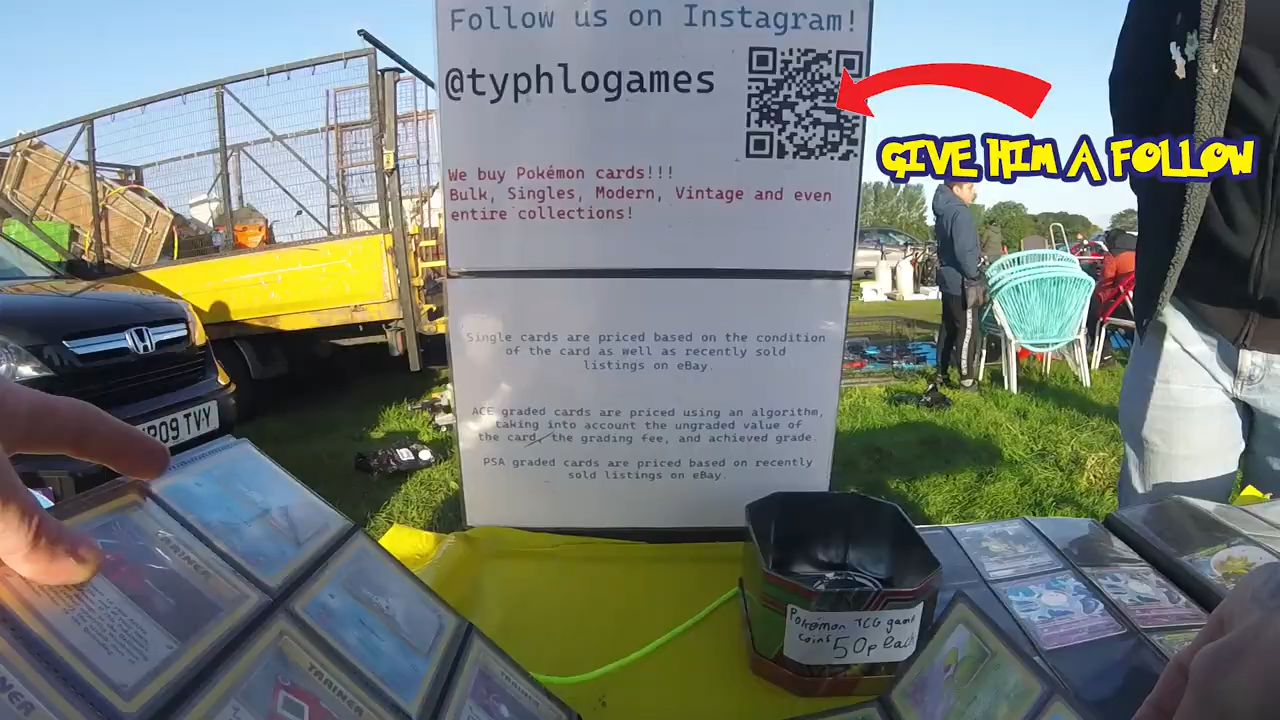 Follow us on Instagram!
@typhlogames
GIVE HIM A FOLLOW
We buy Pokémon cards!!!
Bulk, Singles, Modern, Vintage and even
entire collections!
Single cards are priced based on the condition
of the card as well as recently sold
listings on eBay.
ACE graded cards are priced using an algorithm,
taking into account the ungraded value of
the card, the grading fee, and achieved grade.
PSA graded cards are priced based on recently
sold listings on eBay.
P09 TVY
TRAINER
TRAINER
TRAINER
Pokémon TCG game
coins 50p each